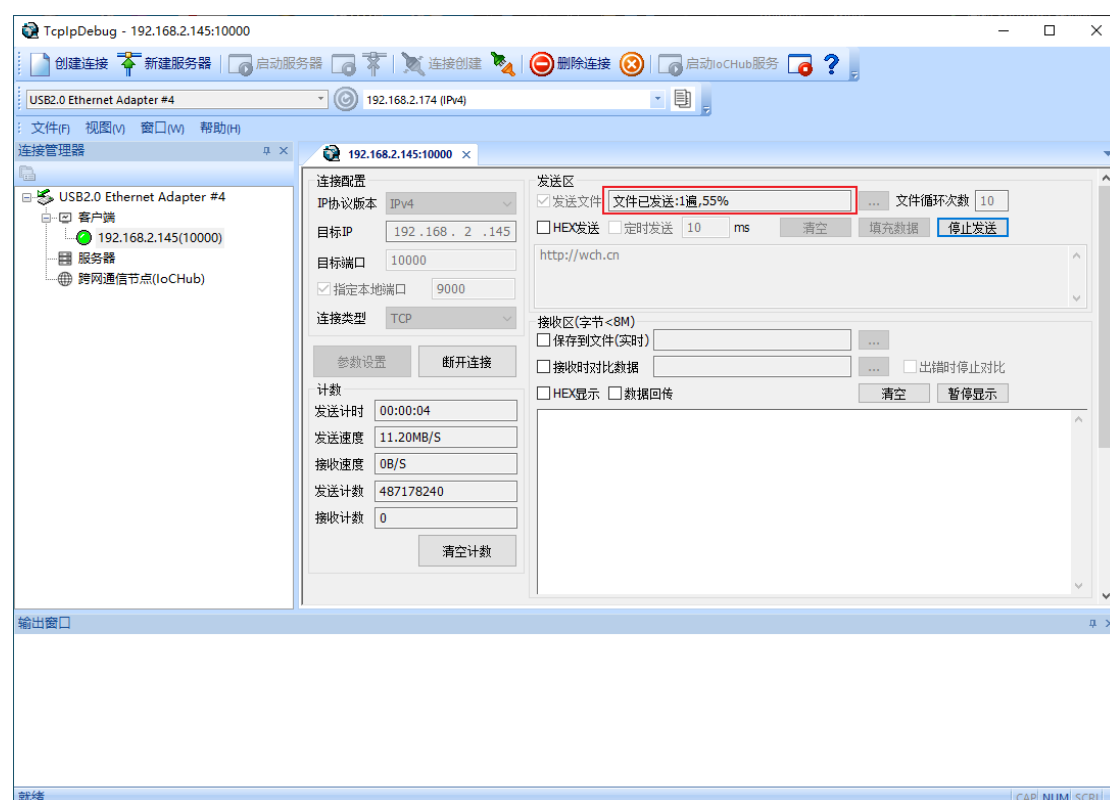 TcpIpDebug - 192.168.2.145:10000
创建连接 新建服务器 启动服务器 连接创建 删除连接 启动IoCHub服务
USB2.0 Ethernet Adapter #4 192.168.2.174 (IPv4)
文件(F) 视图(V) 窗口(W) 帮助(H)
连接管理器
192.168.2.145:10000
USB2.0 Ethernet Adapter #4
客户端
192.168.2.145(10000)
服务器
跨网通信节点(IoCHub)
连接配置
IP协议版本 IPv4
目标IP 192 . 168 . 2 . 145
目标端口 10000
指定本地端口 9000
连接类型 TCP
参数设置 断开连接
计数
发送计时 00:00:04
发送速度 11.20MB/S
接收速度 0B/S
发送计数 487178240
接收计数 0
清空计数
发送区
发送文件 文件已发送:1遍,55% ... 文件循环次数 10
HEX发送 定时发送 10 ms 清空 填充数据 停止发送
http://wch.cn
接收区(字节<8M)
保存到文件(实时) ...
接收时对比数据 ... 出错时停止对比
HEX显示 数据回传 清空 暂停显示
输出窗口
就绪 CAP NUM SCRL